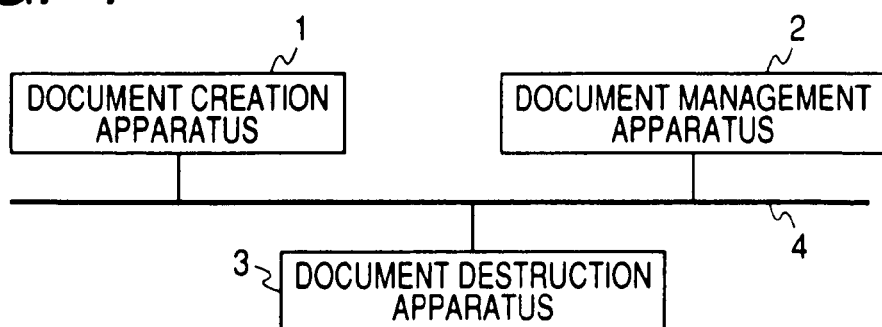 1
2
DOCUMENT CREATION
APPARATUS
DOCUMENT MANAGEMENT
APPARATUS
4
3
DOCUMENT DESTRUCTION
APPARATUS